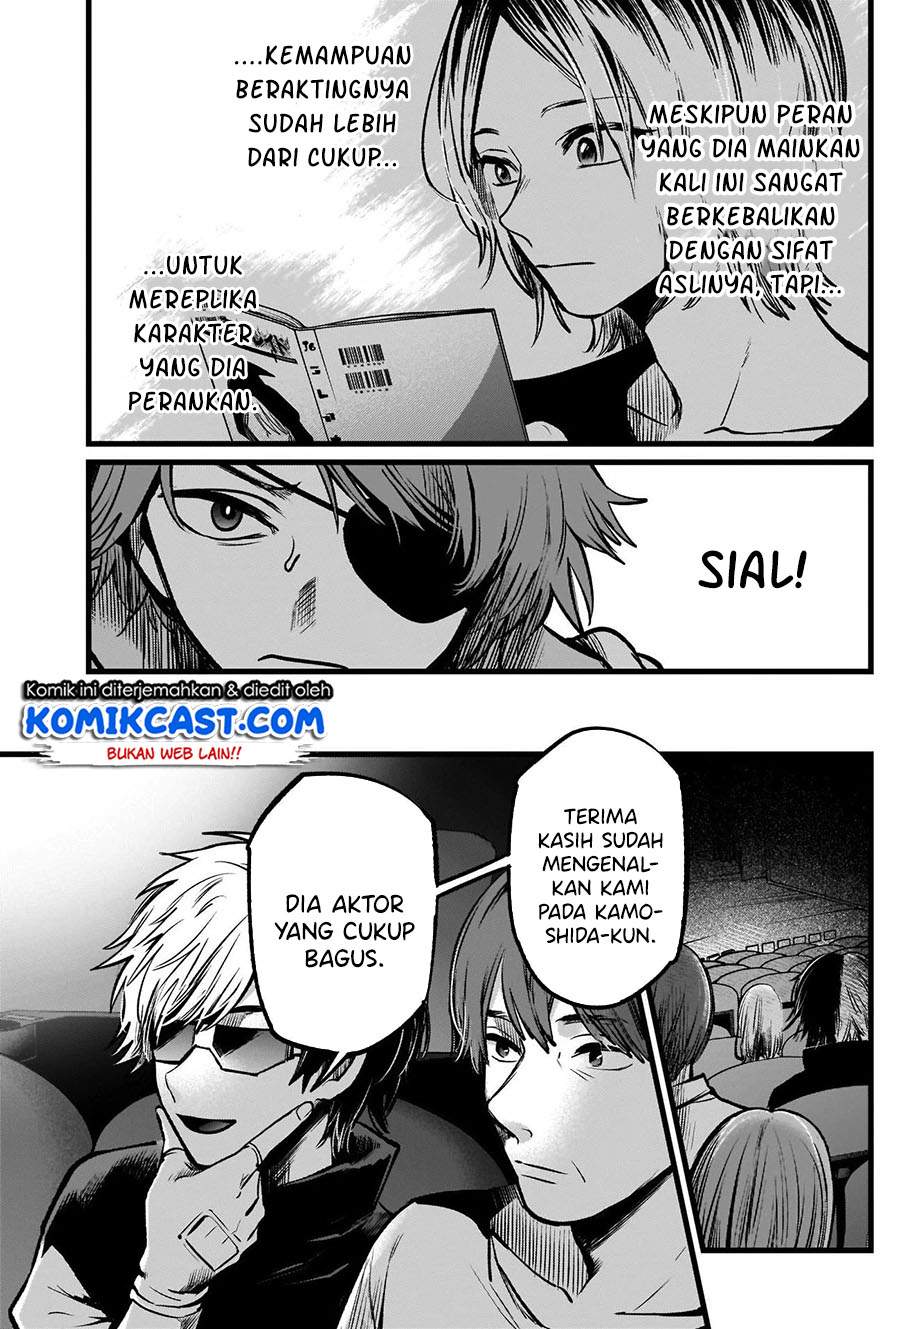 MESKIPUN PERAN
YANG DIA MAINKAN
KALI INI SANGAT
BERKEBALIKAN
DENGAN SIFAT
ASLINYA, TAPI...
....KEMAMPUAN
BERAKTINGNYA
SUDAH LEBIH
DARI CUKUP...
...UNTUK
MEREPLIKA
KARAKTER
YANG DIA
PERANKAN.
SIAL!
Komik ini diterjemahkan & diedit oleh
KOMIKCAST.COM
BUKAN WEB LAIN!!
TERIMA
KASIH SUDAH
MENGENAL-
KAN KAMI
PADA KAMO-
SHIDA-KUN.
DIA AKTOR
YANG CUKUP
BAGUS.